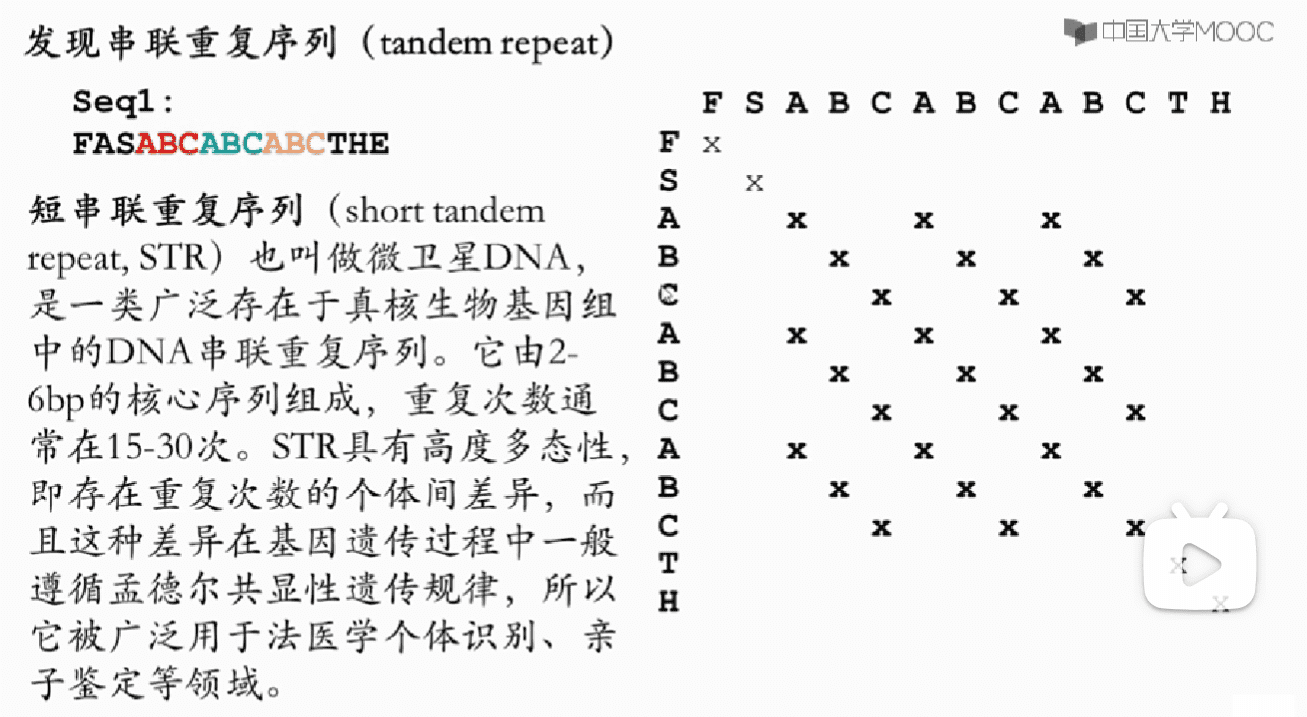 发现串联重复序列（tandem repeat）
中国大学MOOC
Seq1:
FASABCABCABCTHE
短串联重复序列（short tandem
repeat, STR）也叫做微卫星DNA，
是一类广泛存在于真核生物基因组
中的DNA串联重复序列。它由2-
6bp的核心序列组成，重复次数通
常在15-30次。STR具有高度多态性，
即存在重复次数的个体间差异，而
且这种差异在基因遗传过程中一般
遵循孟德尔共显性遗传规律，所以
它被广泛用于法医学个体识别、亲
子鉴定等领域。
F S A B C A B C A B C T H
F x
S x
A x x x
B x x x
C x x x
A x x x
B x x x
C x x x
A x x x
B x x x
C x x x
T x
H x